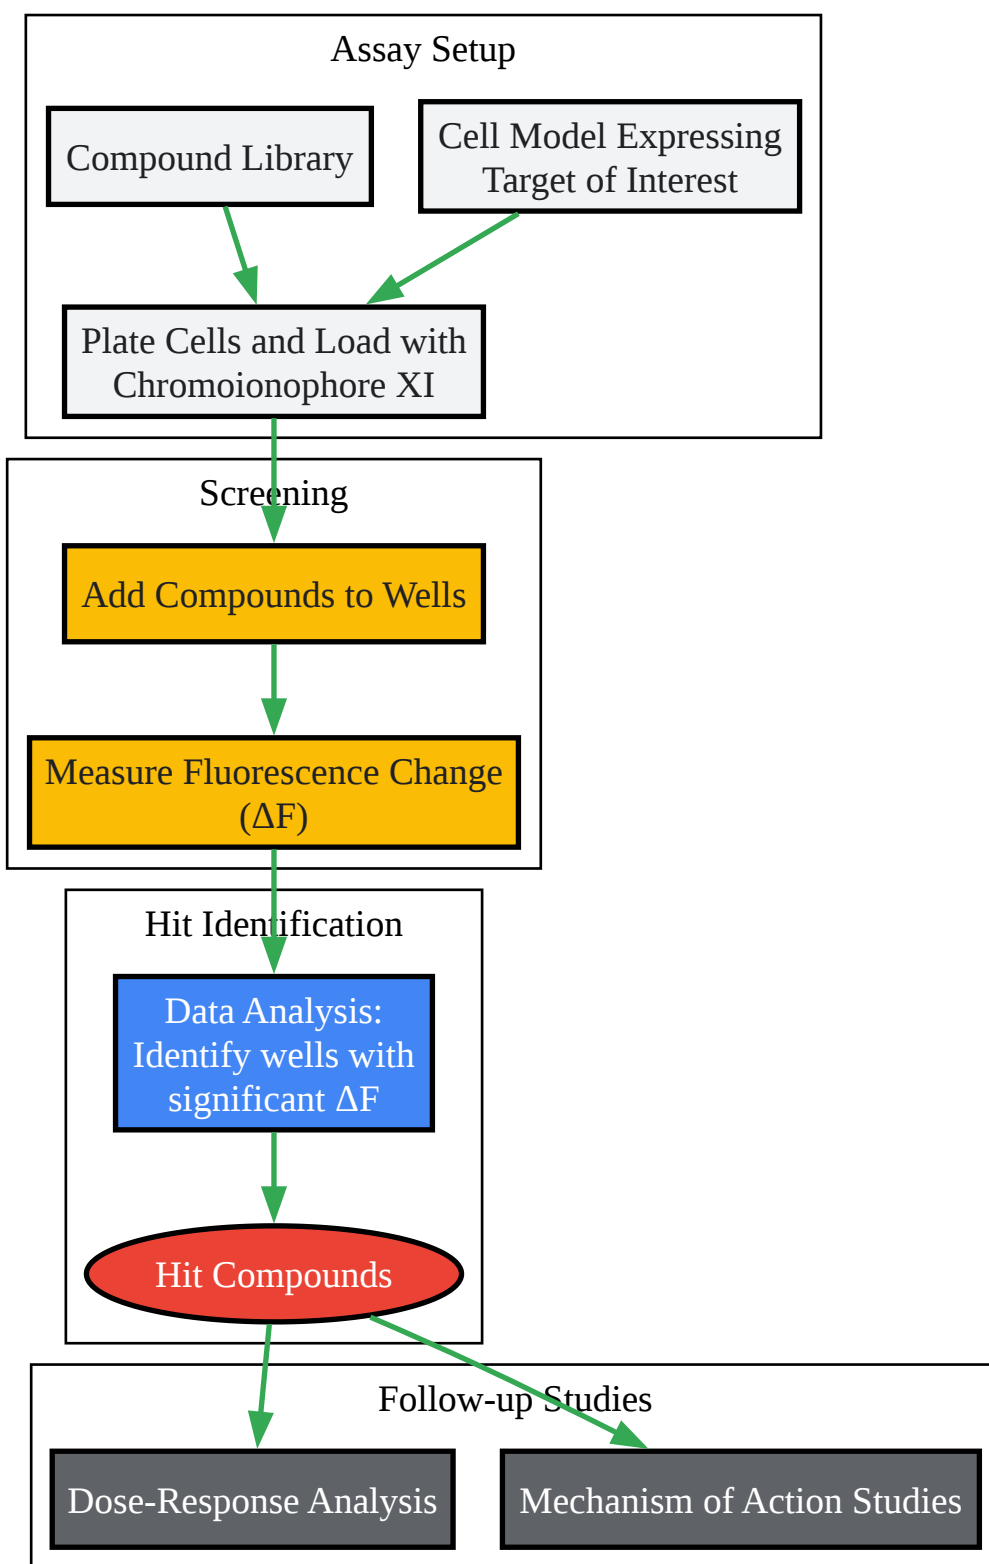 Assay Setup
Compound Library
Cell Model Expressing
Target of Interest
Plate Cells and Load with
Chromoionophore XI
Screening
Add Compounds to Wells
Measure Fluorescence Change
(ΔF)
Hit Identification
Data Analysis:
Identify wells with
significant ΔF
Hit Compounds
Follow-up Studies
Dose-Response Analysis
Mechanism of Action Studies